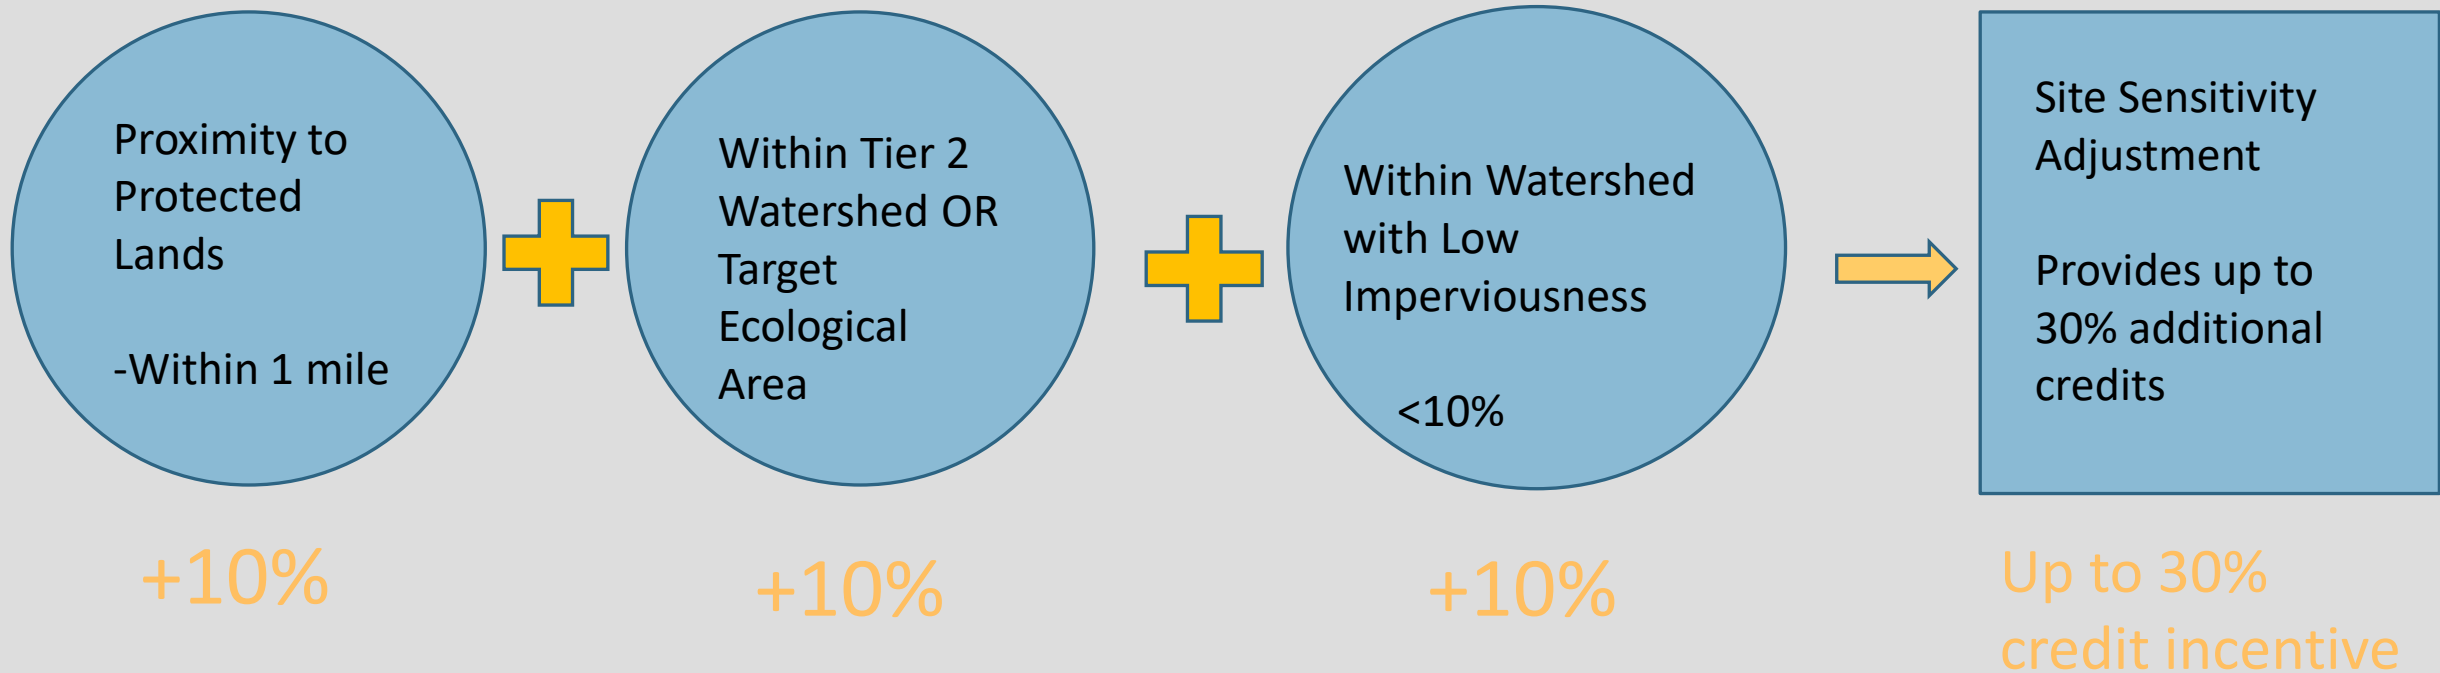 Proximity to
Protected
Lands
-Within 1 mile
+10%
Within Tier 2
Watershed OR
Target
Ecological
Area
+10%
Within Watershed
with Low
Imperviousness
<10%
+10%
Site Sensitivity
Adjustment
Provides up to
30% additional
credits
Up to 30%
credit incentive